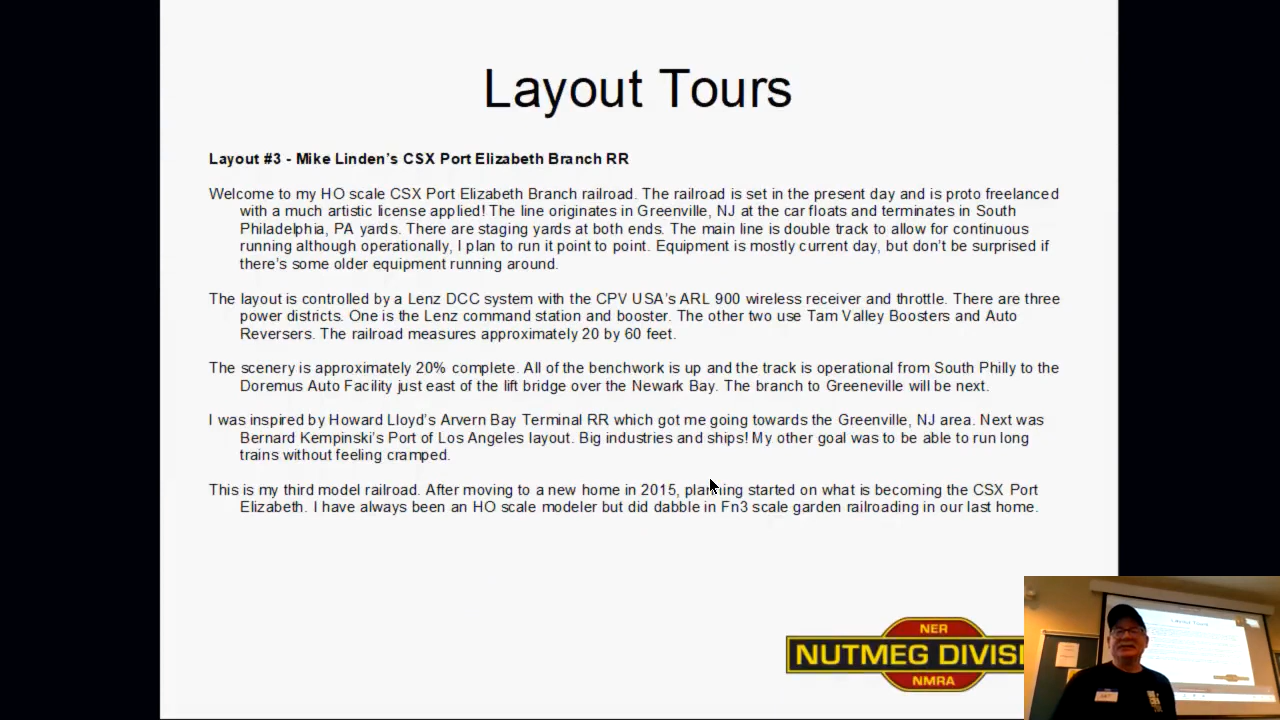 Layout Tours
Layout #3 - Mike Linden's CSX Port Elizabeth Branch RR
Welcome to my HO scale CSX Port Elizabeth Branch railroad. The railroad is set in the present day and is proto freelanced
with a much artistic license applied! The line originates in Greenville, NJ at the car floats and terminates in South
Philadelphia, PA yards. There are staging yards at both ends. The main line is double track to allow for continuous
running although operationally, I plan to run it point to point. Equipment is mostly current day, but don't be surprised if
there's some older equipment running around.
The layout is controlled by a Lenz DCC system with the CPV USA's ARL 900 wireless receiver and throttle. There are three
power districts. One is the Lenz command station and booster. The other two use Tam Valley Boosters and Auto
Reversers. The railroad measures approximately 20 by 60 feet.
The scenery is approximately 20% complete. All of the benchwork is up and the track is operational from South Philly to the
Doremus Auto Facility just east of the lift bridge over the Newark Bay. The branch to Greeneville will be next.
I was inspired by Howard Lloyd's Arvern Bay Terminal RR which got me going towards the Greenville, NJ area. Next was
Bernard Kempinski's Port of Los Angeles layout. Big industries and ships! My other goal was to be able to run long
trains without feeling cramped.
This is my third model railroad. After moving to a new home in 2015, planning started on what is becoming the CSX Port
Elizabeth. I have always been an HO scale modeler but did dabble in Fn3 scale garden railroading in our last home.
NER
NUTMEG DIVISI
NMRA
Layout Tours